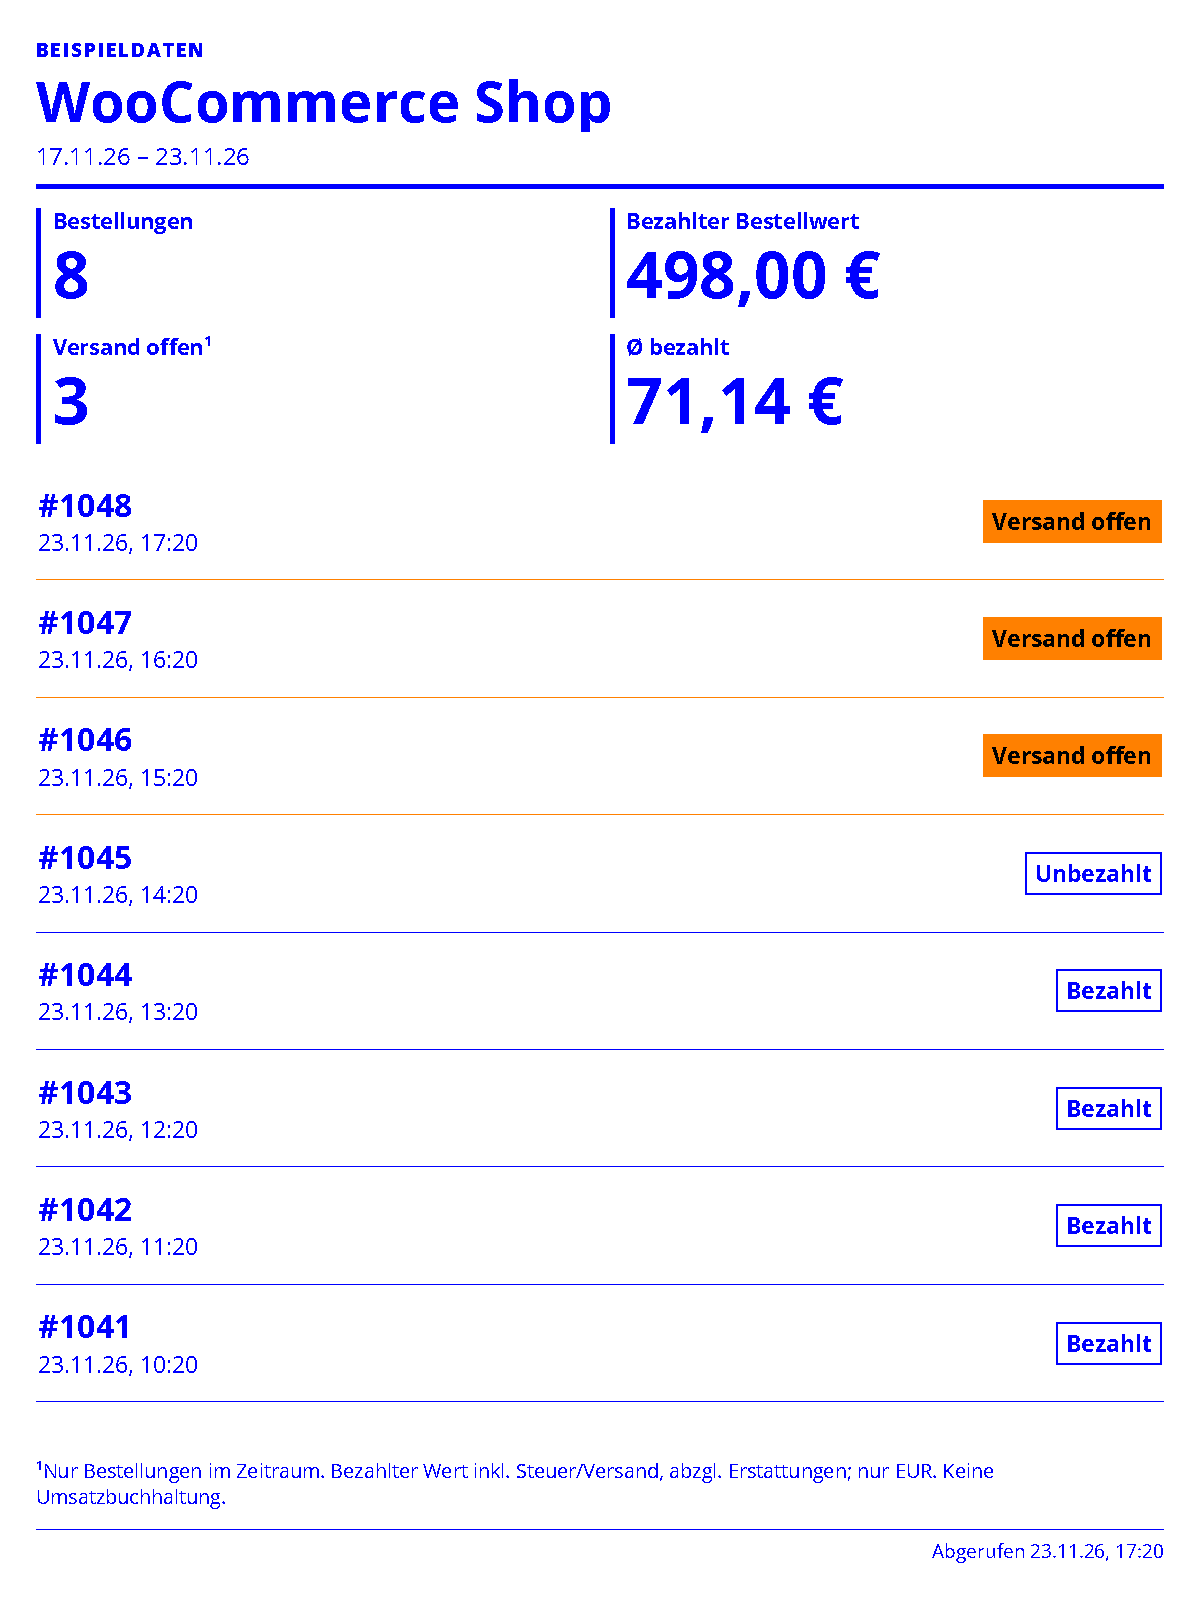 BEISPIELDATEN
WooCommerce Shop
17.11.26 – 23.11.26
Bestellungen
8
Bezahlter Bestellwert
498,00 €
Versand offen¹
3
Ø bezahlt
71,14 €
#1048
23.11.26, 17:20
Versand offen
#1047
23.11.26, 16:20
Versand offen
#1046
23.11.26, 15:20
Versand offen
#1045
23.11.26, 14:20
Unbezahlt
#1044
23.11.26, 13:20
Bezahlt
#1043
23.11.26, 12:20
Bezahlt
#1042
23.11.26, 11:20
Bezahlt
#1041
23.11.26, 10:20
Bezahlt
¹Nur Bestellungen im Zeitraum. Bezahlter Wert inkl. Steuer/Versand, abzgl. Erstattungen; nur EUR. Keine
Umsatzbuchhaltung.
Abgerufen 23.11.26, 17:20